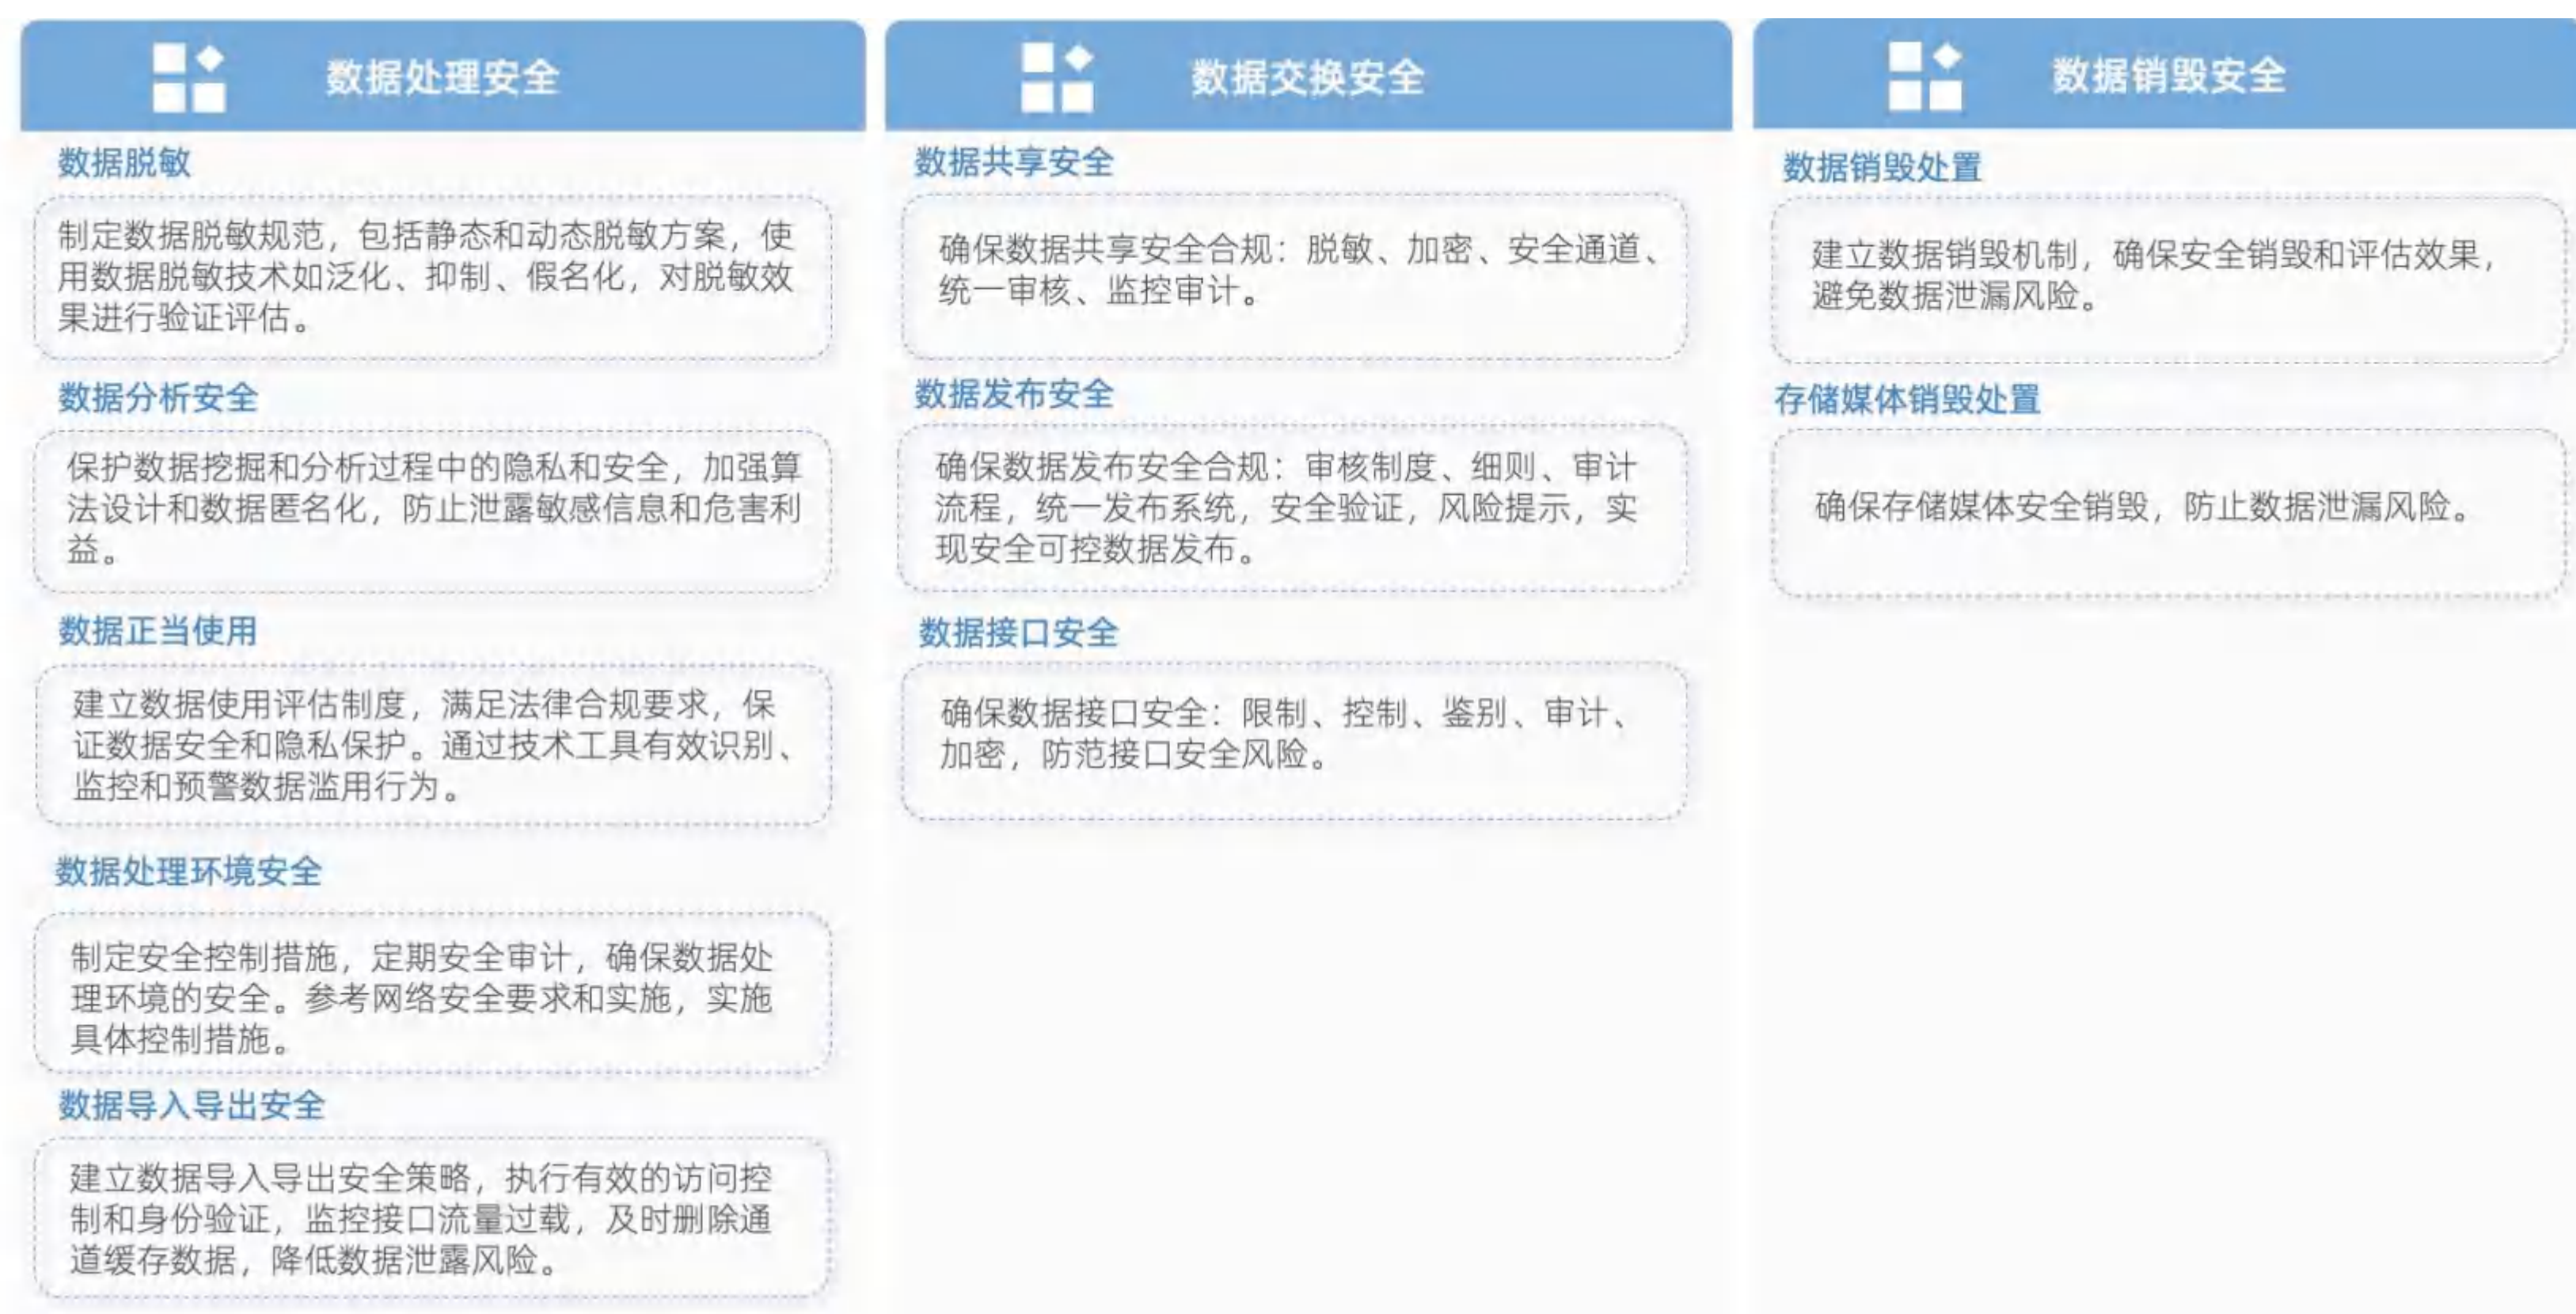 数据处理安全
数据脱敏
制定数据脱敏规范，包括静态和动态脱敏方案，使
用数据脱敏技术如泛化、抑制、假名化，对脱敏效
果进行验证评估。
数据分析安全
保护数据挖掘和分析过程中的隐私和安全，加强算
法设计和数据匿名化，防止泄露敏感信息和危害利
益。
数据正当使用
建立数据使用评估制度，满足法律合规要求，保
证数据安全和隐私保护。通过技术工具有效识别、
监控和预警数据滥用行为。
数据处理环境安全
制定安全控制措施，定期安全审计，确保数据处
理环境的安全。参考网络安全要求和实施，实施
具体控制措施。
数据导入导出安全
建立数据导入导出安全策略，执行有效的访问控
制和身份验证，监控接口流量过载，及时删除通
道缓存数据，降低数据泄露风险。
数据交换安全
数据共享安全
确保数据共享安全合规：脱敏、加密、安全通道、
统一审核、监控审计。
数据发布安全
确保数据发布安全合规：审核制度、细则、审计
流程，统一发布系统，安全验证，风险提示，实
现安全可控数据发布。
数据接口安全
确保数据接口安全：限制、控制、鉴别、审计、
加密，防范接口安全风险。
数据销毁安全
数据销毁处置
建立数据销毁机制，确保安全销毁和评估效果，
避免数据泄漏风险。
存储媒体销毁处置
确保存储媒体安全销毁，防止数据泄漏风险。